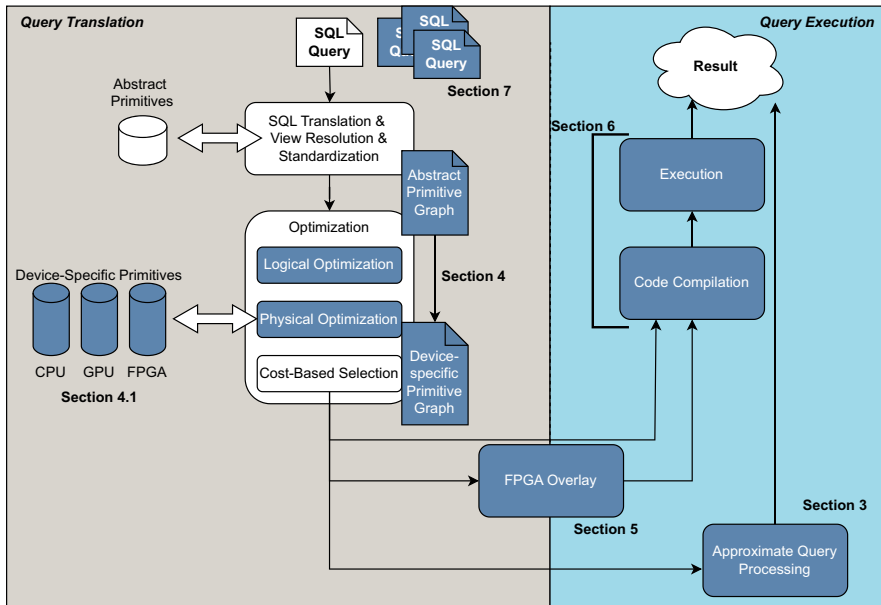 Query Translation
Query Execution
SQL
Query
SQL
Qu
SQL
Query
Section 7
Result
Abstract
Primitives
SQL Translation &
View Resolution &
Standardization
Section 6
Execution
Abstract
Primitive
Graph
Optimization
Logical Optimization
Section 4
Code Compilation
Device-Specific Primitives
Physical Optimization
CPU
GPU
FPGA
Section 4.1
Cost-Based Selection
Device-
specific
Primitive
Graph
FPGA Overlay
Section 5
Section 3
Approximate Query
Processing